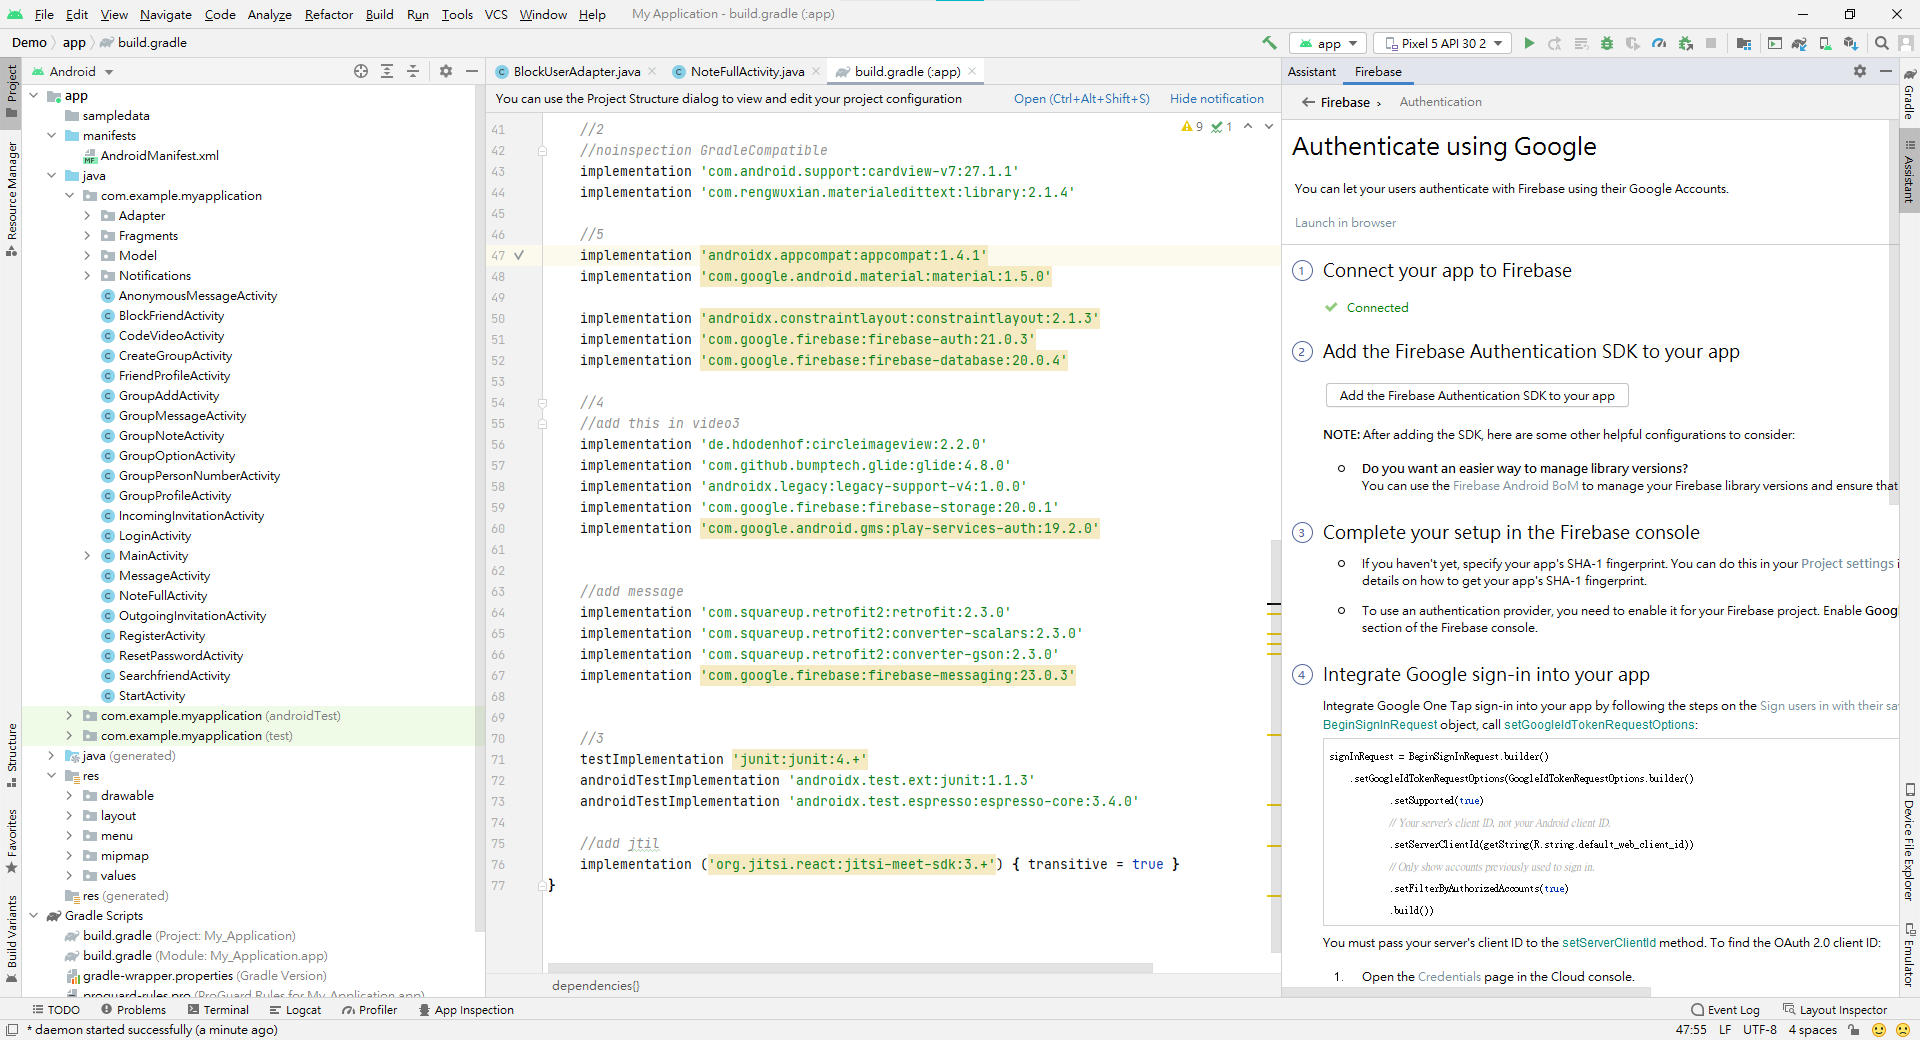 File Edit View Navigate Code Analyze Refactor Build Run Tools VCS Window Help My Application - build.gradle (:app)
Demo app build.gradle
app Pixel 5 API 30 2
Android
BlockUserAdapter.java NoteFullActivity.java build.gradle (:app)
Assistant Firebase
You can use the Project Structure dialog to view and edit your project configuration Open (Ctrl+Alt+Shift+S) Hide notification
Project
Resource Manager
Structure
Favorites
Build Variants
app
sampledata
manifests
AndroidManifest.xml
java
com.example.myapplication
Adapter
Fragments
Model
Notifications
AnonymousMessageActivity
BlockFriendActivity
CodeVideoActivity
CreateGroupActivity
FriendProfileActivity
GroupAddActivity
GroupMessageActivity
GroupNoteActivity
GroupOptionActivity
GroupPersonNumberActivity
GroupProfileActivity
IncomingInvitationActivity
LoginActivity
MainActivity
MessageActivity
NoteFullActivity
OutgoingInvitationActivity
RegisterActivity
ResetPasswordActivity
SearchfriendActivity
StartActivity
com.example.myapplication (androidTest)
com.example.myapplication (test)
java (generated)
res
drawable
layout
menu
mipmap
values
res (generated)
Gradle Scripts
build.gradle (Project: My_Application)
build.gradle (Module: My_Application.app)
gradle-wrapper.properties (Gradle Version)
proguard-rules.pro (ProGuard Rules for My_Application.app)
9 1
41 //2
42 //noinspection GradleCompatible
43 implementation 'com.android.support:cardview-v7:27.1.1'
44 implementation 'com.rengwuxian.materialedittext:library:2.1.4'
45
46 //5
47 implementation 'androidx.appcompat:appcompat:1.4.1'
48 implementation 'com.google.android.material:material:1.5.0'
49
50 implementation 'androidx.constraintlayout:constraintlayout:2.1.3'
51 implementation 'com.google.firebase:firebase-auth:21.0.3'
52 implementation 'com.google.firebase:firebase-database:20.0.4'
53
54 //4
55 //add this in video3
56 implementation 'de.hdodenhof:circleimageview:2.2.0'
57 implementation 'com.github.bumptech.glide:glide:4.8.0'
58 implementation 'androidx.legacy:legacy-support-v4:1.0.0'
59 implementation 'com.google.firebase:firebase-storage:20.0.1'
60 implementation 'com.google.android.gms:play-services-auth:19.2.0'
61
62
63 //add message
64 implementation 'com.squareup.retrofit2:retrofit:2.3.0'
65 implementation 'com.squareup.retrofit2:converter-scalars:2.3.0'
66 implementation 'com.squareup.retrofit2:converter-gson:2.3.0'
67 implementation 'com.google.firebase:firebase-messaging:23.0.3'
68
69
70 //3
71 testImplementation 'junit:junit:4.+'
72 androidTestImplementation 'androidx.test.ext:junit:1.1.3'
73 androidTestImplementation 'androidx.test.espresso:espresso-core:3.4.0'
74
75 //add jtil
76 implementation ('org.jitsi.react:jitsi-meet-sdk:3.+') { transitive = true }
77 }
dependencies{}
Firebase › Authentication
Authenticate using Google
You can let your users authenticate with Firebase using their Google Accounts.
Launch in browser
1 Connect your app to Firebase
Connected
2 Add the Firebase Authentication SDK to your app
Add the Firebase Authentication SDK to your app
NOTE: After adding the SDK, here are some other helpful configurations to consider:
Do you want an easier way to manage library versions?
You can use the Firebase Android BoM to manage your Firebase library versions and ensure that
3 Complete your setup in the Firebase console
If you haven't yet, specify your app's SHA-1 fingerprint. You can do this in your Project settings i
details on how to get your app's SHA-1 fingerprint.
To use an authentication provider, you need to enable it for your Firebase project. Enable Goog
section of the Firebase console.
4 Integrate Google sign-in into your app
Integrate Google One Tap sign-in into your app by following the steps on the Sign users in with their sa
BeginSignInRequest object, call setGoogleIdTokenRequestOptions:
signInRequest = BeginSignInRequest.builder()
.setGoogleIdTokenRequestOptions(GoogleIdTokenRequestOptions.builder()
.setSupported(true)
// Your server's client ID, not your Android client ID.
.setServerClientId(getString(R.string.default_web_client_id))
// Only show accounts previously used to sign in.
.setFilterByAuthorizedAccounts(true)
.build())
You must pass your server's client ID to the setServerClientId method. To find the OAuth 2.0 client ID:
1. Open the Credentials page in the Cloud console.
Gradle
Assistant
Device File Explorer
Emulator
TODO Problems Terminal Logcat Profiler App Inspection Event Log Layout Inspector
* daemon started successfully (a minute ago) 47:55 LF UTF-8 4 spaces